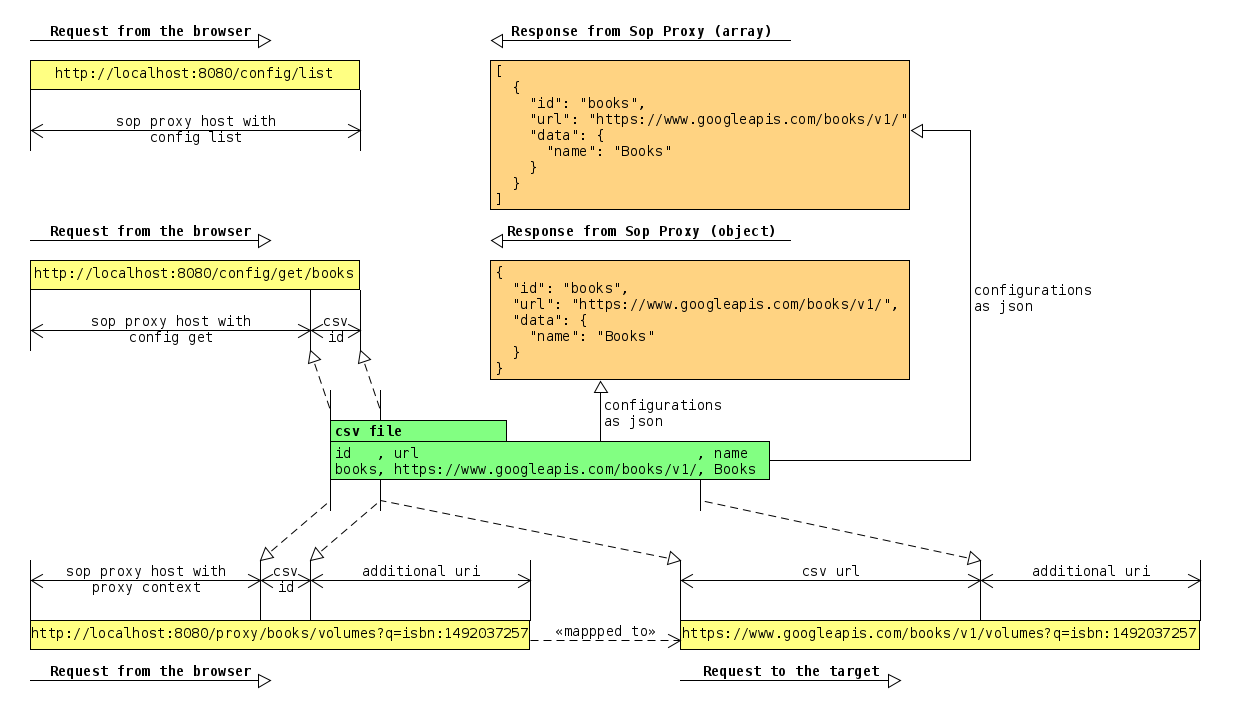 Request from the browser
http://localhost:8080/config/list
sop proxy host with
config list
Response from Sop Proxy (array)
[
  {
    "id": "books",
    "url": "https://www.googleapis.com/books/v1/"
    "data": {
      "name": "Books"
    }
  }
]
Request from the browser
http://localhost:8080/config/get/books
sop proxy host with
config get
csv
id
Response from Sop Proxy (object)
{
  "id": "books",
  "url": "https://www.googleapis.com/books/v1/",
  "data": {
    "name": "Books"
  }
}
configurations
as json
configurations
as json
csv file
id   , url                                 , name
books, https://www.googleapis.com/books/v1/, Books
sop proxy host with
proxy context
csv
id
additional uri
csv url
additional uri
http://localhost:8080/proxy/books/volumes?q=isbn:1492037257
«mappped to»
https://www.googleapis.com/books/v1/volumes?q=isbn:1492037257
Request from the browser
Request to the target